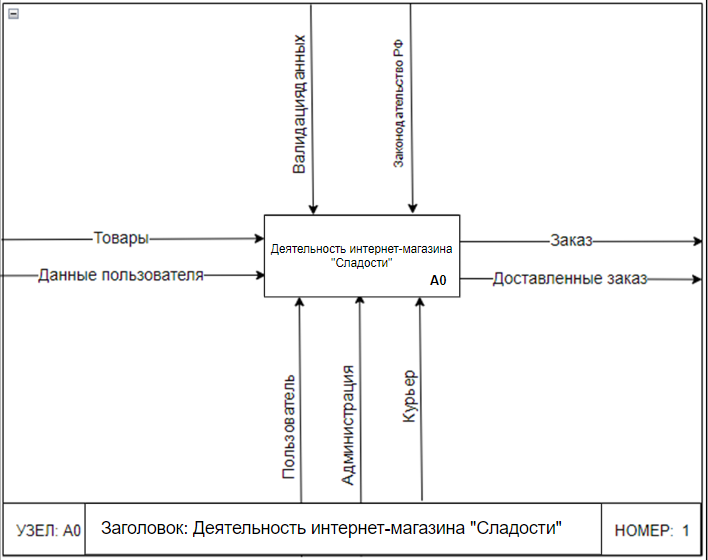 Валидацияданных
Законодательство РФ
Товары
Данные пользователя
Деятельность интернет-магазина
"Сладости"
A0
Заказ
Доставленные заказ
Пользователь
Администрация
Курьер
УЗЕЛ: A0
Заголовок: Деятельность интернет-магазина "Сладости"
НОМЕР: 1